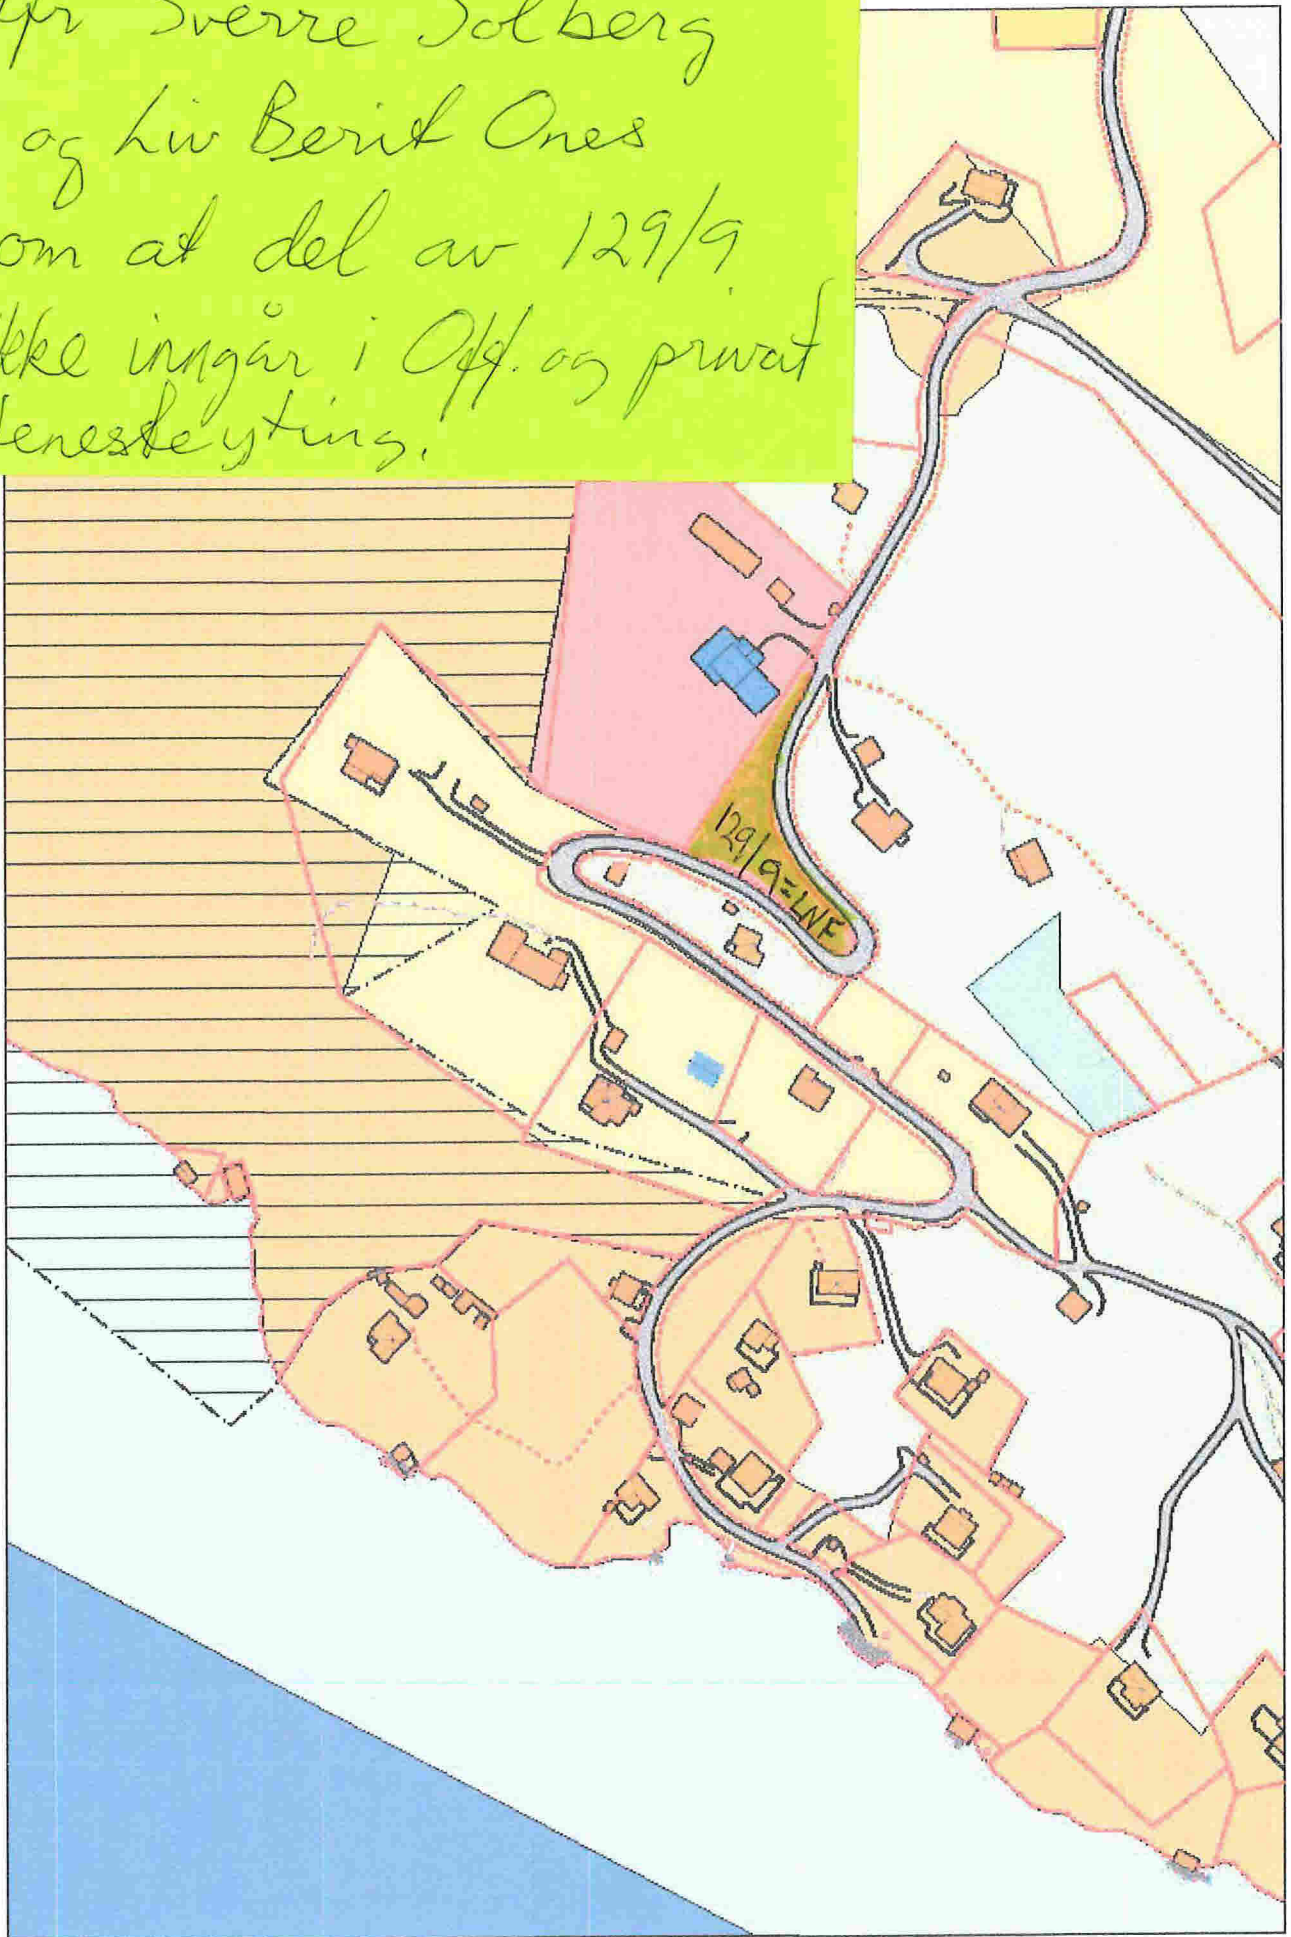 Sverre Solberg
og Liv Berit Ones
om at del av 129/9
ikke inngår i Off. og privat
tenesteyting.
129/9=LNF